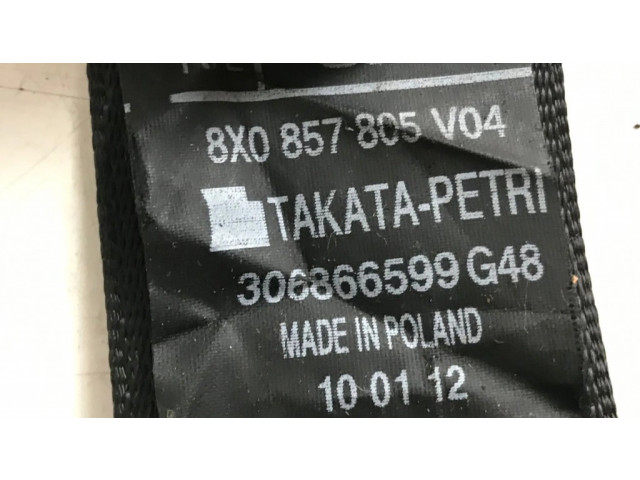 8X0 857 805 V04
TAKATA-PETRI
306866599 G48
MADE IN POLAND
10 01 12